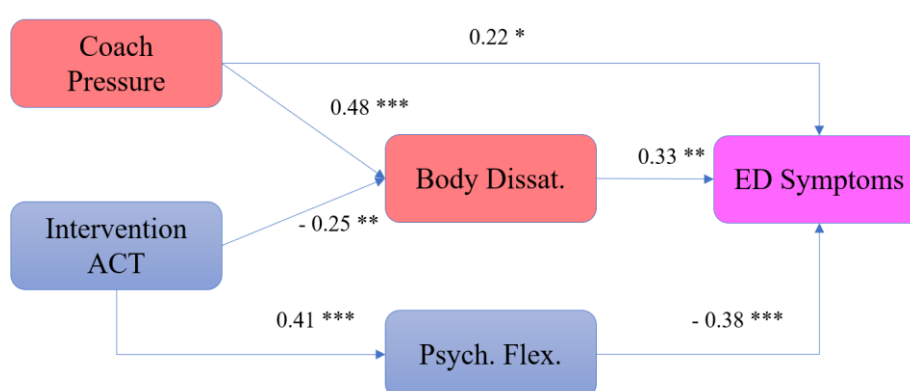 Coach
Pressure
0.22 *
0.48 ***
Body Dissat.
0.33 **
ED Symptoms
Intervention
ACT
- 0.25 **
0.41 ***
Psych. Flex.
- 0.38 ***